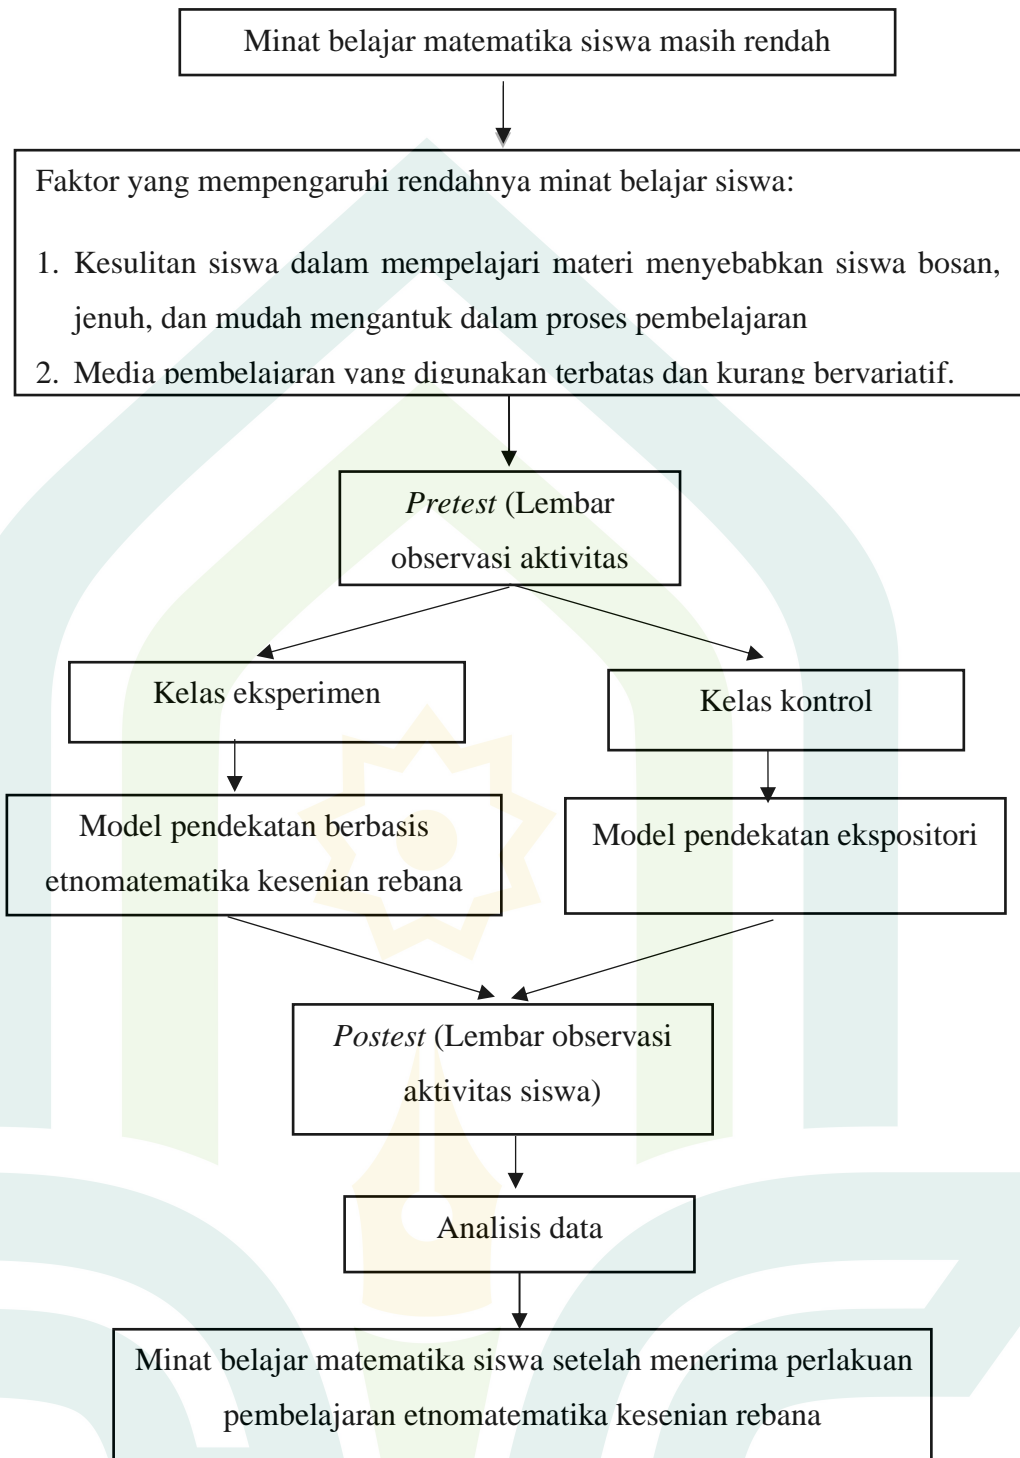 Minat belajar matematika siswa masih rendah
Faktor yang mempengaruhi rendahnya minat belajar siswa:
1. Kesulitan siswa dalam mempelajari materi menyebabkan siswa bosan,
jenuh, dan mudah mengantuk dalam proses pembelajaran
2. Media pembelajaran yang digunakan terbatas dan kurang bervariatif.
Pretest (Lembar
observasi aktivitas
Kelas eksperimen
Kelas kontrol
Model pendekatan berbasis
etnomatematika kesenian rebana
Model pendekatan ekspositori
Postest (Lembar observasi
aktivitas siswa)
Analisis data
Minat belajar matematika siswa setelah menerima perlakuan
pembelajaran etnomatematika kesenian rebana